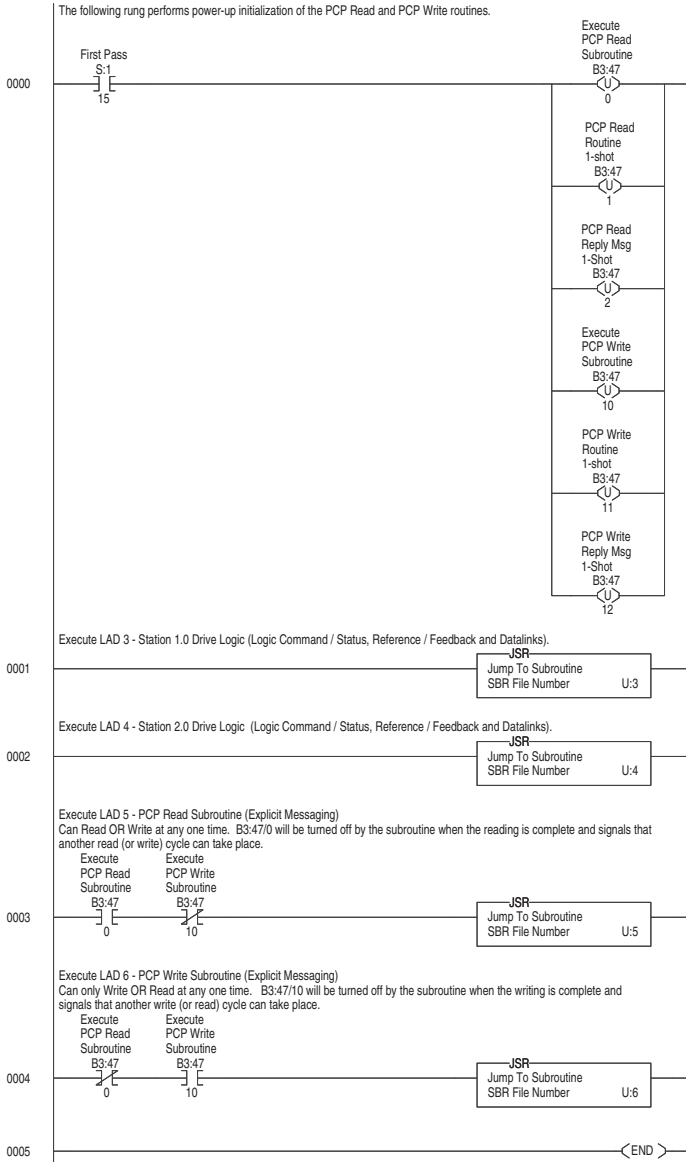 The following rung performs power-up initialization of the PCP Read and PCP Write routines.
Execute
PCP Read
Subroutine
B3:47
U
0
First Pass
S:1
15
0000
PCP Read
Routine
1-shot
B3:47
U
1
PCP Read
Reply Msg
1-Shot
B3:47
U
2
Execute
PCP Write
Subroutine
B3:47
U
10
PCP Write
Routine
1-shot
B3:47
U
11
PCP Write
Reply Msg
1-Shot
B3:47
U
12
Execute LAD 3 - Station 1.0 Drive Logic (Logic Command / Status, Reference / Feedback and Datalinks).
0001
JSR
Jump To Subroutine
SBR File Number U:3
Execute LAD 4 - Station 2.0 Drive Logic (Logic Command / Status, Reference / Feedback and Datalinks).
0002
JSR
Jump To Subroutine
SBR File Number U:4
Execute LAD 5 - PCP Read Subroutine (Explicit Messaging)
Can Read OR Write at any one time. B3:47/0 will be turned off by the subroutine when the reading is complete and signals that
another read (or write) cycle can take place.
Execute Execute
PCP Read PCP Write
Subroutine Subroutine
B3:47 B3:47
0 10
0003
JSR
Jump To Subroutine
SBR File Number U:5
Execute LAD 6 - PCP Write Subroutine (Explicit Messaging)
Can only Write OR Read at any one time. B3:47/10 will be turned off by the subroutine when the writing is complete and
signals that another write (or read) cycle can take place.
Execute Execute
PCP Read PCP Write
Subroutine Subroutine
B3:47 B3:47
0 10
0004
JSR
Jump To Subroutine
SBR File Number U:6
0005
END